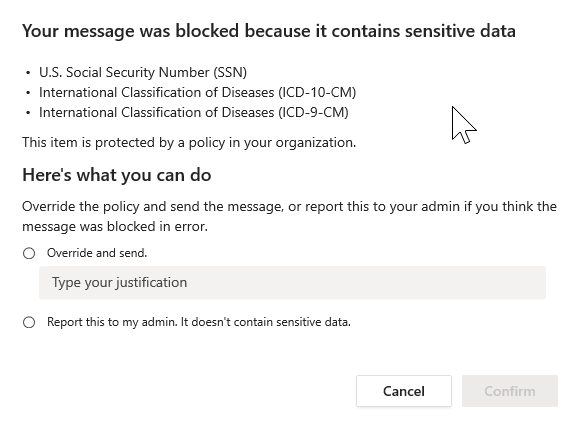 Your message was blocked because it contains sensitive data
• U.S. Social Security Number (SSN)
• International Classification of Diseases (ICD-10-CM)
• International Classification of Diseases (ICD-9-CM)
This item is protected by a policy in your organization.
Here's what you can do
Override the policy and send the message, or report this to your admin if you think the
message was blocked in error.
Override and send.
Type your justification
Report this to my admin. It doesn't contain sensitive data.
Cancel
Confirm